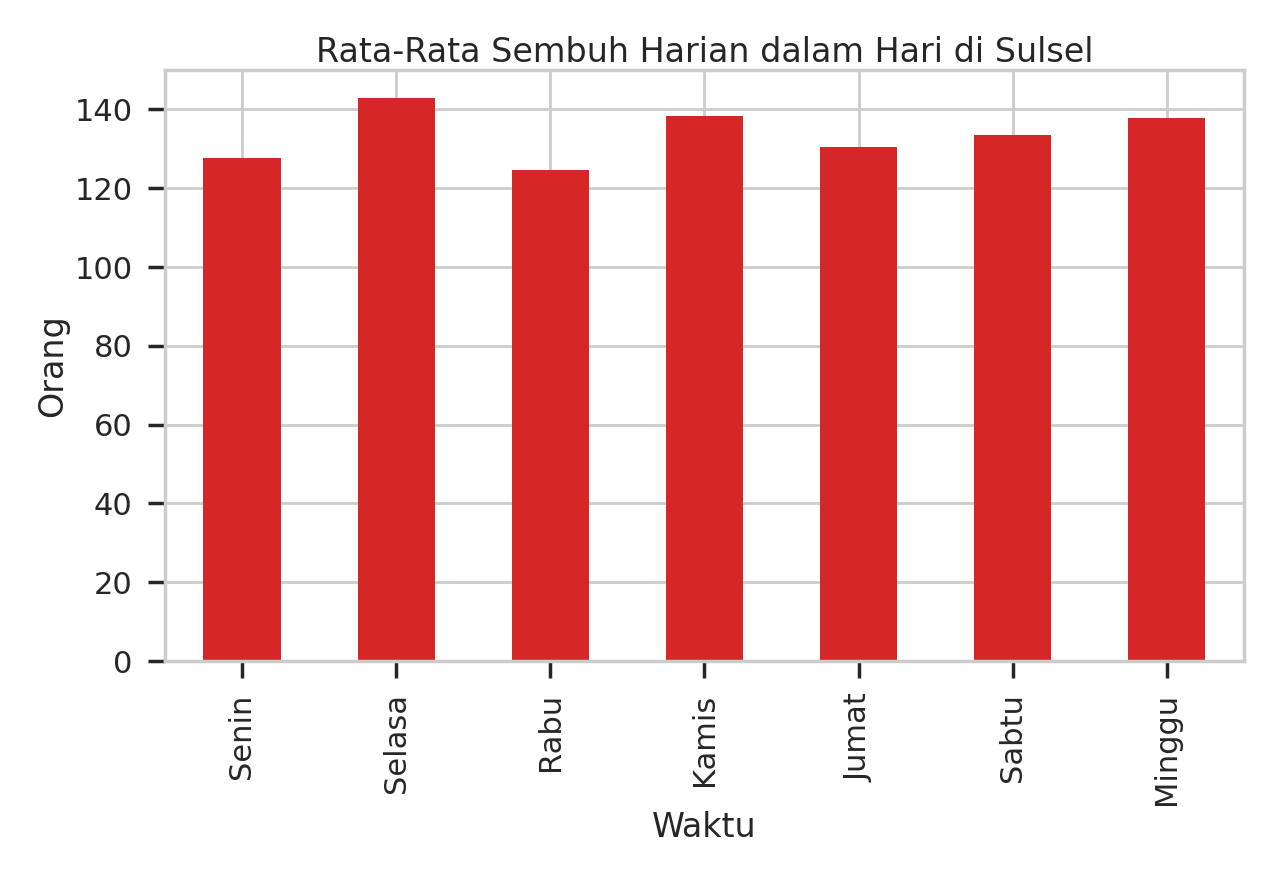 Rata-Rata Sembuh Harian dalam Hari di Sulsel
140
120
100
80
60
40
20
0
Orang
Senin
Selasa
Rabu
Kamis
Jumat
Sabtu
Minggu
Waktu